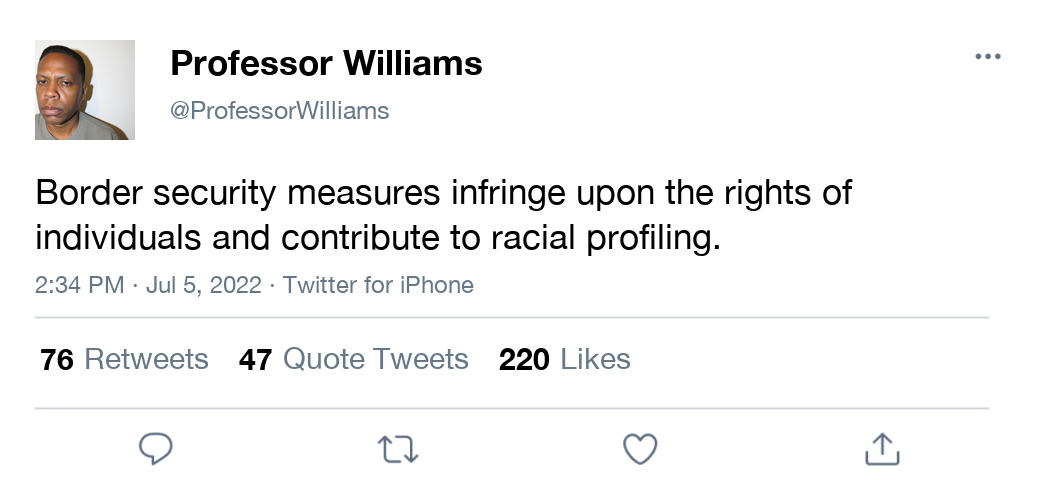 Professor Williams
@ProfessorWilliams
Border security measures infringe upon the rights of
individuals and contribute to racial profiling.
2:34 PM · Jul 5, 2022 · Twitter for iPhone
76 Retweets 47 Quote Tweets 220 Likes